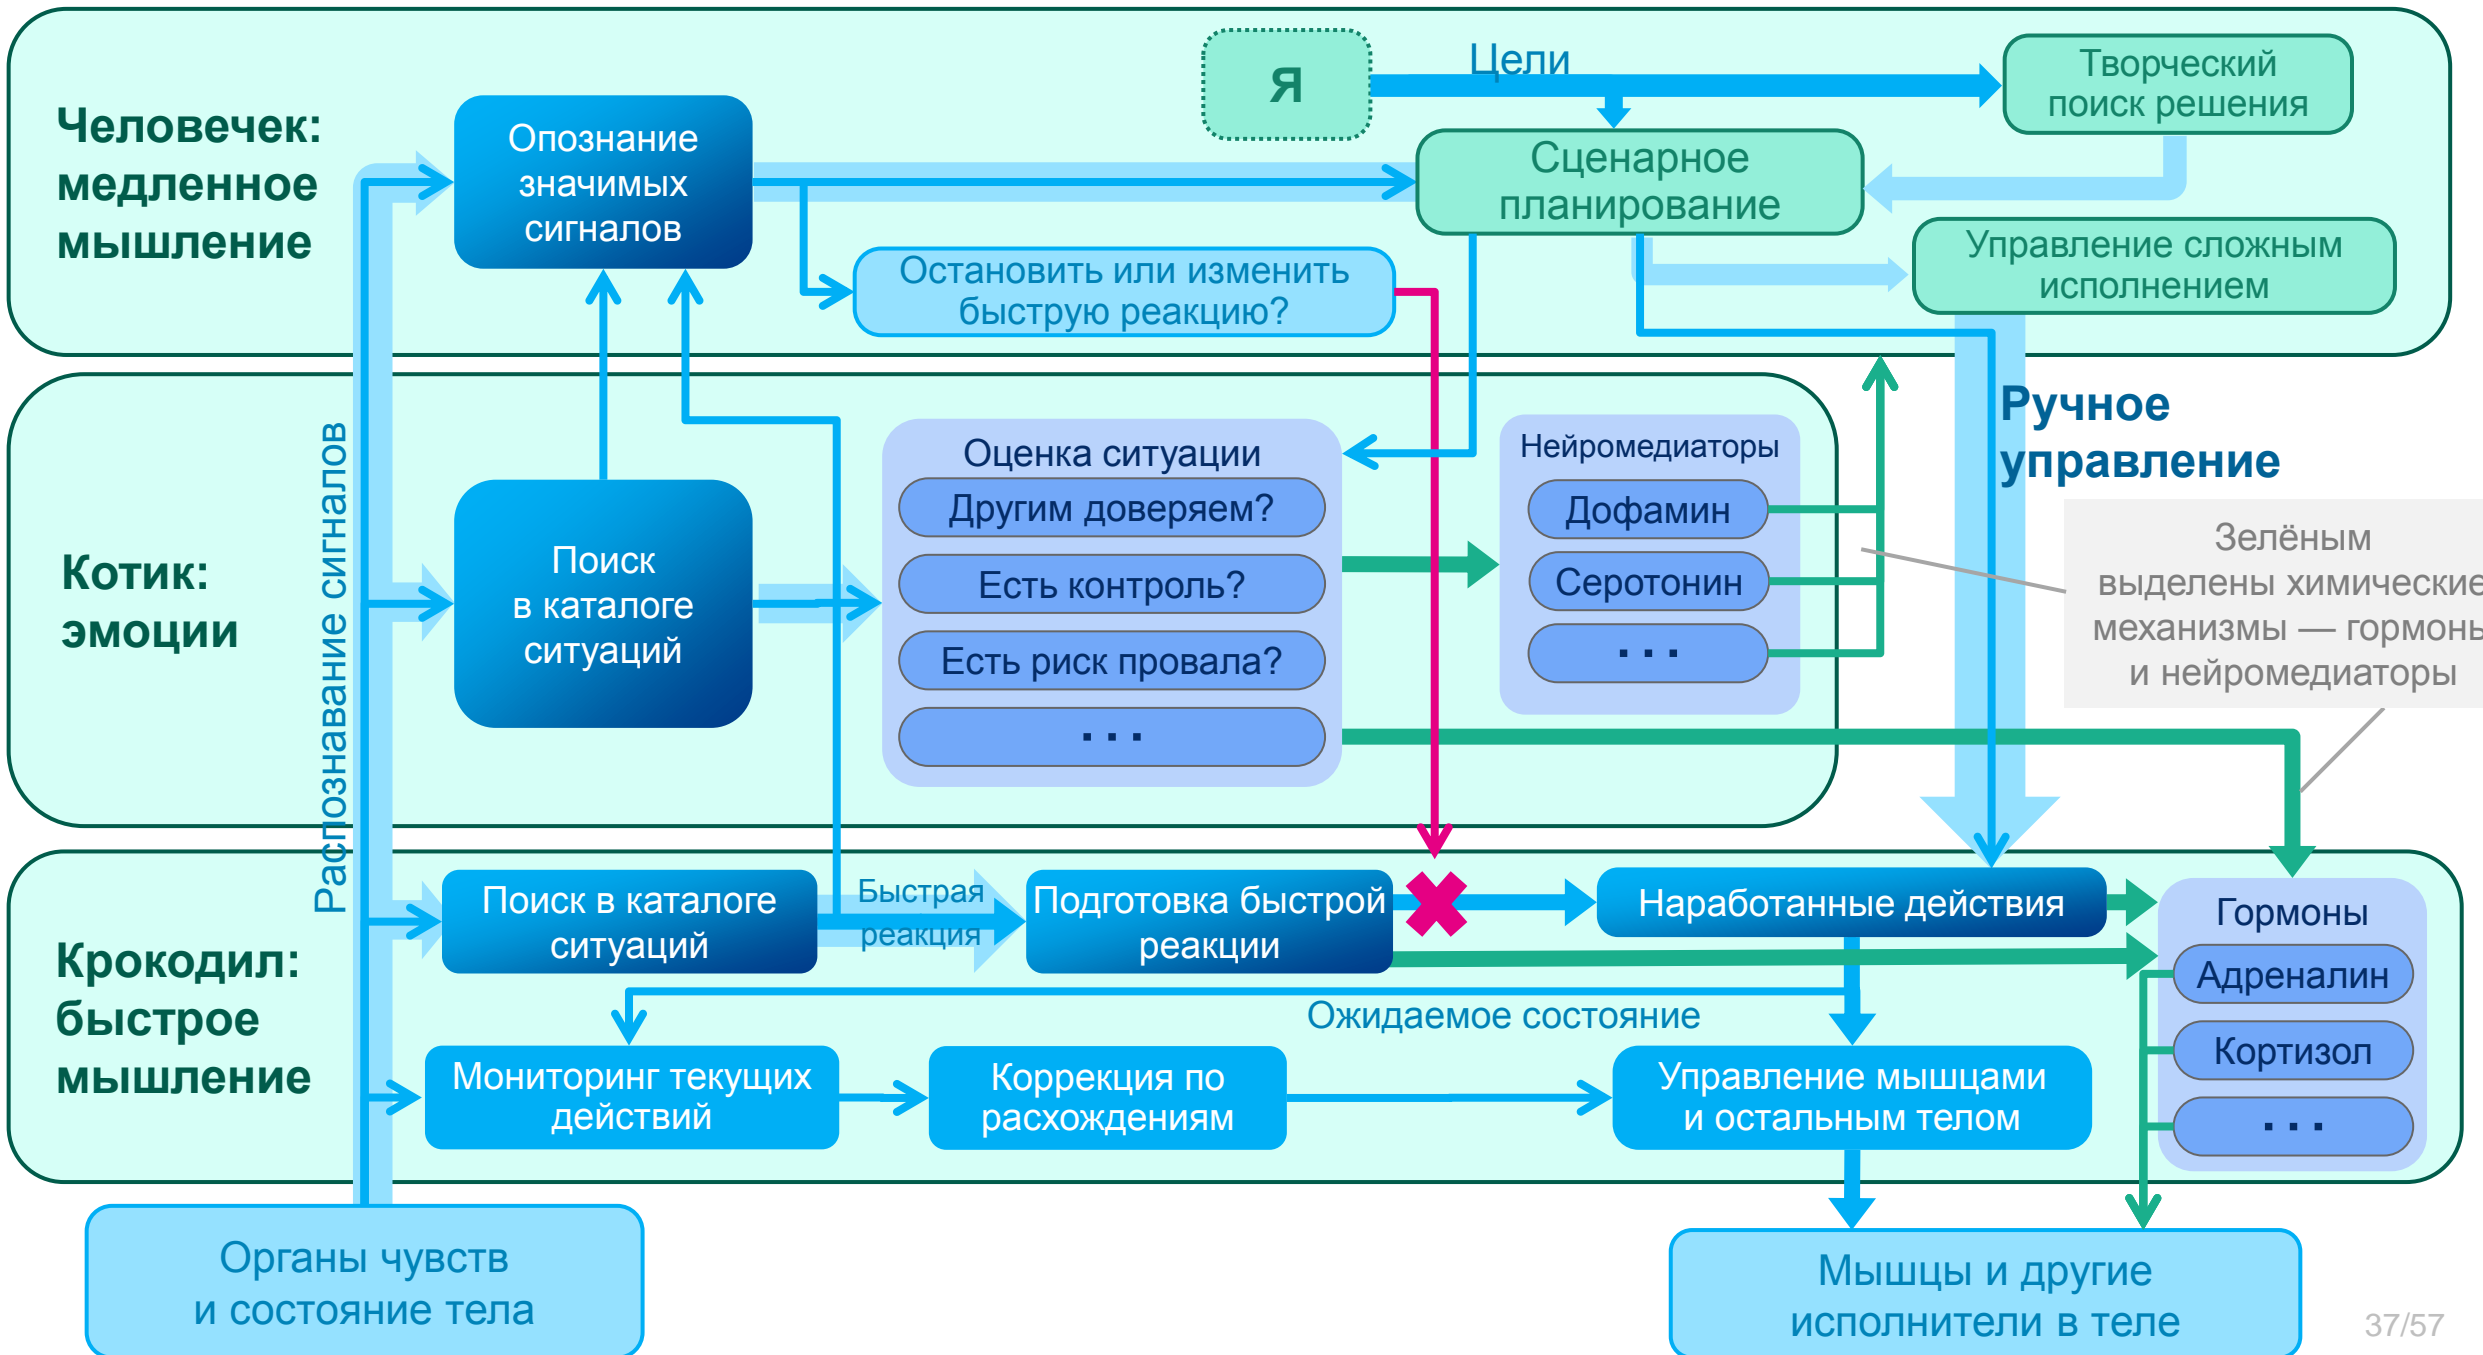 Человечек:
медленное
мышление
Опознание
значимых
сигналов
Я
Цели
Творческий
поиск решения
Сценарное
планирование
Остановить или изменить
быструю реакцию?
Управление сложным
исполнением
Ручное
управление
Котик:
эмоции
Распознавание сигналов
Поиск
в каталоге
ситуаций
Оценка ситуации
Другим доверяем?
Есть контроль?
Есть риск провала?
...
Нейромедиаторы
Дофамин
Серотонин
...
Зелёным
выделены химические
механизмы — гормоны
и нейромедиаторы
Крокодил:
быстрое
мышление
Поиск в каталоге
ситуаций
Быстрая
реакция
Подготовка быстрой
реакции
Наработанные действия
Гормоны
Адреналин
Кортизол
...
Ожидаемое состояние
Мониторинг текущих
действий
Коррекция по
расхождениям
Управление мышцами
и остальным телом
Органы чувств
и состояние тела
Мышцы и другие
исполнители в теле
37/57